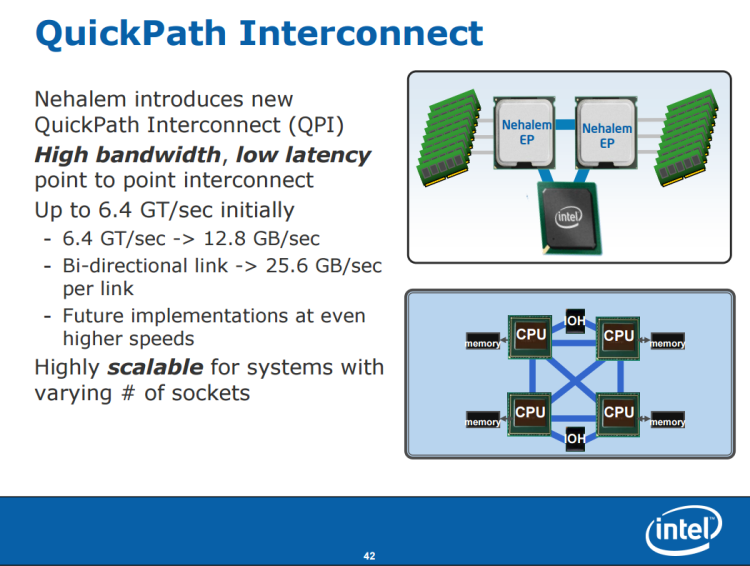 QuickPath Interconnect
Nehalem introduces new
QuickPath Interconnect (QPI)
High bandwidth, low latency
point to point interconnect
Up to 6.4 GT/sec initially
- 6.4 GT/sec -> 12.8 GB/sec
- Bi-directional link -> 25.6 GB/sec
per link
- Future implementations at even
higher speeds
Highly scalable for systems with
varying # of sockets
Nehalem
EP
Nehalem
EP
intel
IOH
CPU
CPU
memory
memory
CPU
CPU
memory
memory
IOH
intel™
42